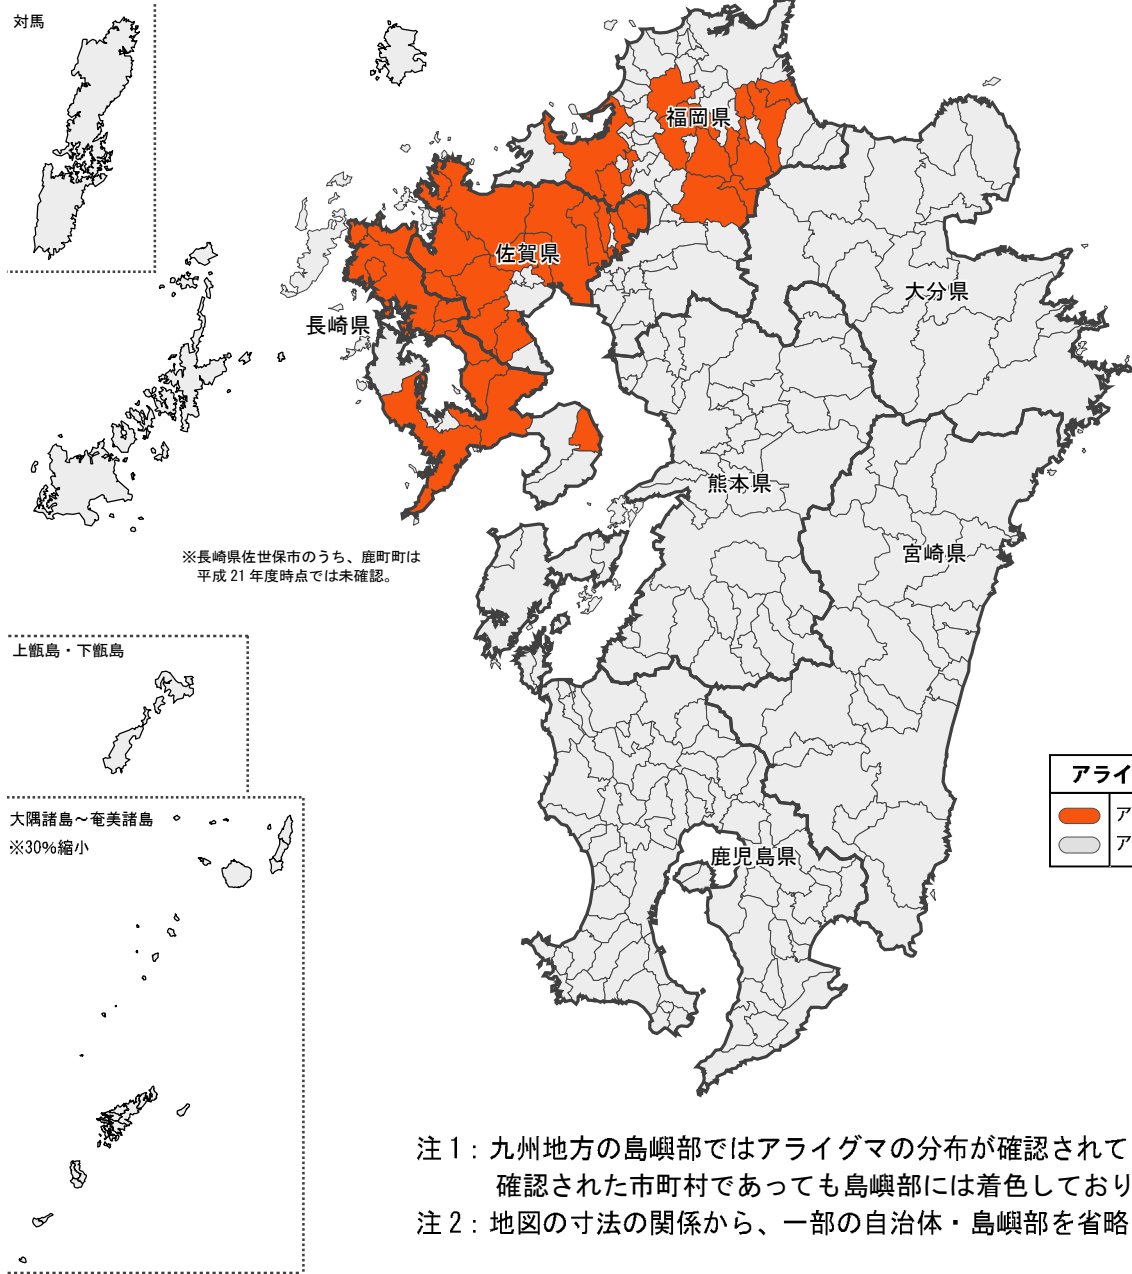 対馬
福岡県
佐賀県
大分県
長崎県
熊本県
※長崎県佐世保市のうち、鹿町町は
平成21年度時点では未確認。
宮崎県
上甑島・下甑島
アライ
ア
ア
大隅諸島～奄美諸島
※30%縮小
鹿児島県
注1：九州地方の島嶼部ではアライグマの分布が確認されて
確認された市町村であっても島嶼部には着色しており
注2：地図の寸法の関係から、一部の自治体・島嶼部を省略